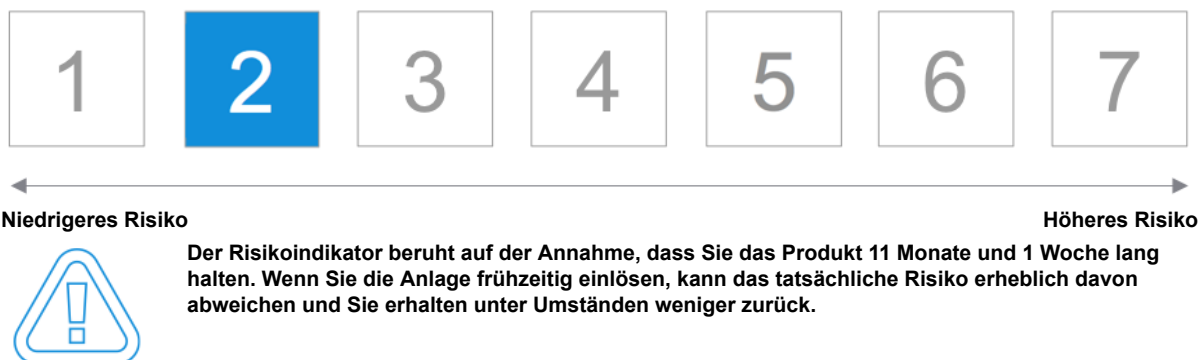 1 2 3 4 5 6 7
Niedrigeres Risiko Höheres Risiko
Der Risikoindikator beruht auf der Annahme, dass Sie das Produkt 11 Monate und 1 Woche lang
halten. Wenn Sie die Anlage frühzeitig einlösen, kann das tatsächliche Risiko erheblich davon
abweichen und Sie erhalten unter Umständen weniger zurück.